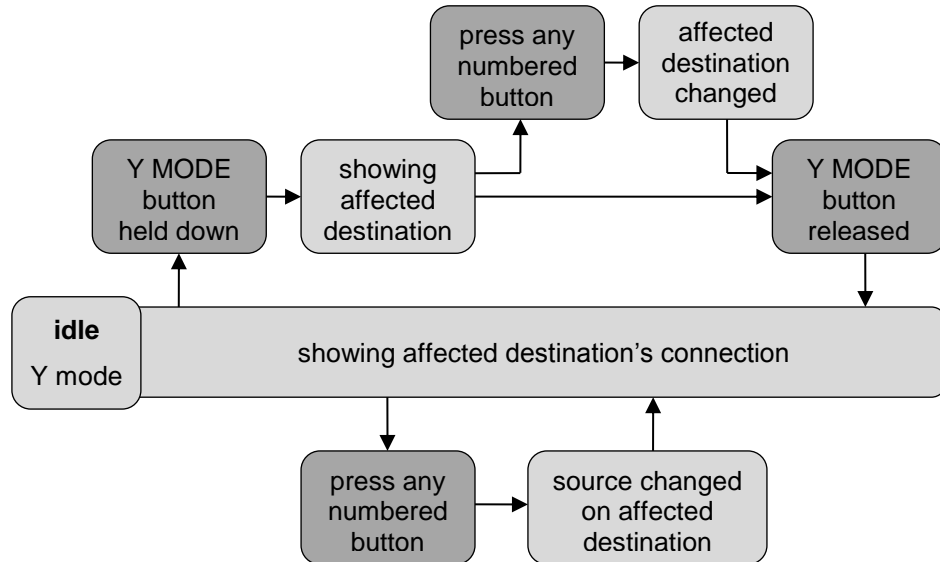 press any
numbered
button
affected
destination
changed
Y MODE
button
held down
showing
affected
destination
Y MODE
button
released
idle
Y mode
showing affected destination’s connection
press any
numbered
button
source changed
on affected
destination